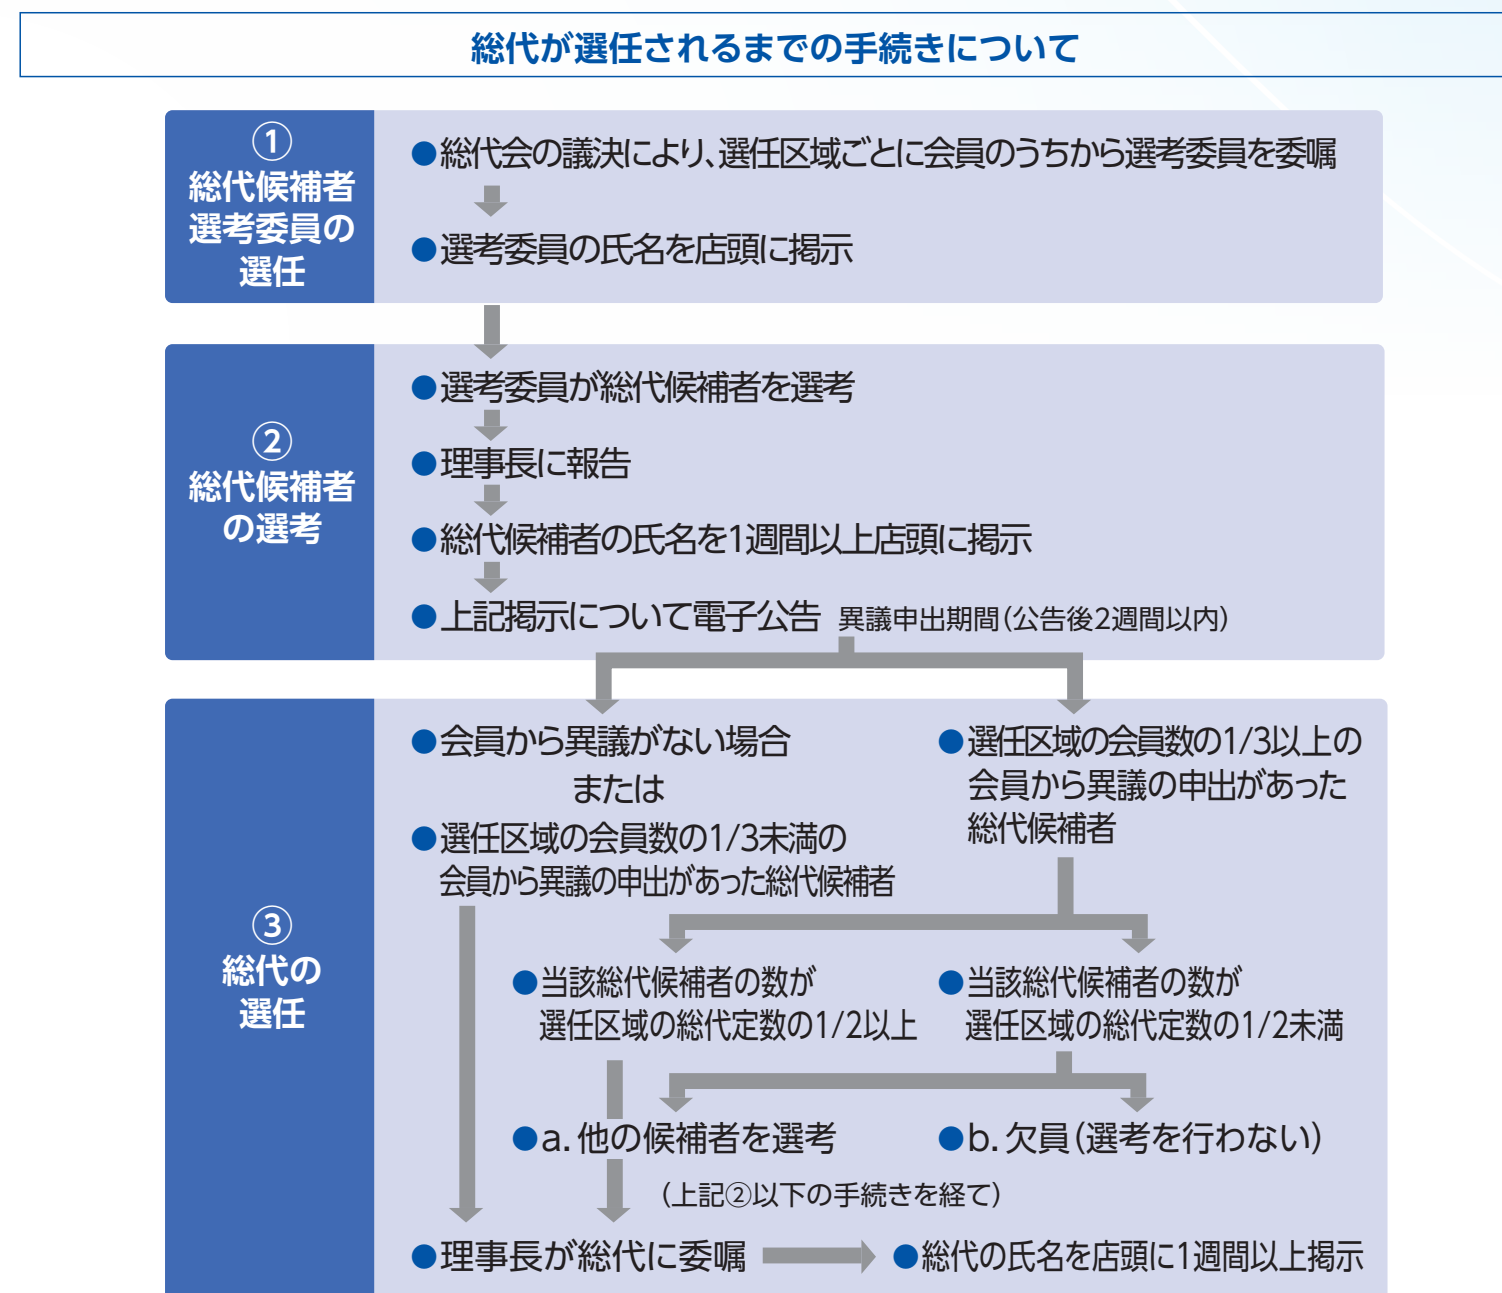 総代が選任されるまでの手続きについて
①
総代候補者
選考委員の
選任
●総代会の議決により、選任区域ごとに会員のうちから選考委員を委嘱
●選考委員の氏名を店頭に掲示
②
総代候補者
の選考
●選考委員が総代候補者を選考
●理事長に報告
●総代候補者の氏名を1週間以上店頭に掲示
●上記掲示について電子公告 異議申出期間(公告後2週間以内)
③
総代の
選任
●会員から異議がない場合
または
●選任区域の会員数の1/3未満の
会員から異議の申出があった総代候補者
●選任区域の会員数の1/3以上の
会員から異議の申出があった
総代候補者
●当該総代候補者の数が
選任区域の総代定数の1/2以上
●当該総代候補者の数が
選任区域の総代定数の1/2未満
●a. 他の候補者を選考
●b. 欠員(選考を行わない)
(上記②以下の手続きを経て)
●理事長が総代に委嘱
●総代の氏名を店頭に1週間以上掲示